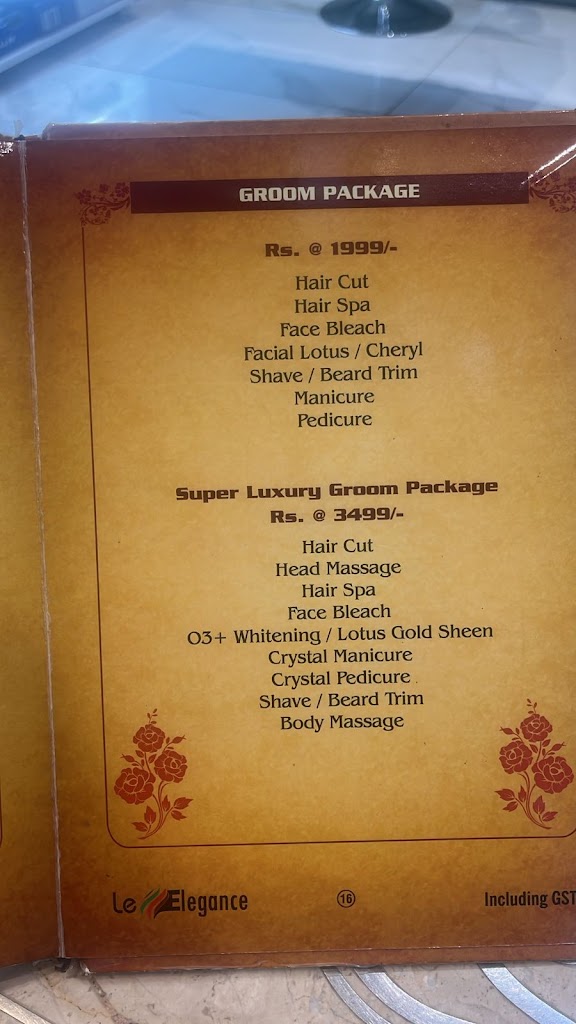 GROOM PACKAGE
Rs. @ 1999/-
Hair Cut
Hair Spa
Face Bleach
Facial Lotus / Cheryl
Shave / Beard Trim
Manicure
Pedicure
Super Luxury Groom Package
Rs. @ 3499/-
Hair Cut
Head Massage
Hair Spa
Face Bleach
O3+ Whitening / Lotus Gold Sheen
Crystal Manicure
Crystal Pedicure
Shave / Beard Trim
Body Massage
Le Elegance
16
Including GST